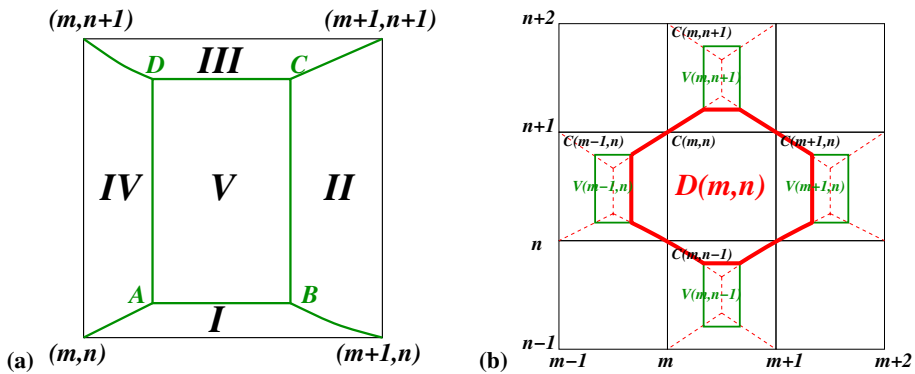 (m,n+1)
(m+1,n+1)
D
III
C
IV
V
II
A
B
I
(a)
(m,n)
(m+1,n)
n+2
C(m,n+1)
V(m,n+1)
n+1
C(m−1,n)
C(m,n)
C(m+1,n)
V(m−1,n)
D(m,n)
V(m+1,n)
n
C(m,n−1)
V(m,n−1)
n−1
(b)
m−1
m
m+1
m+2